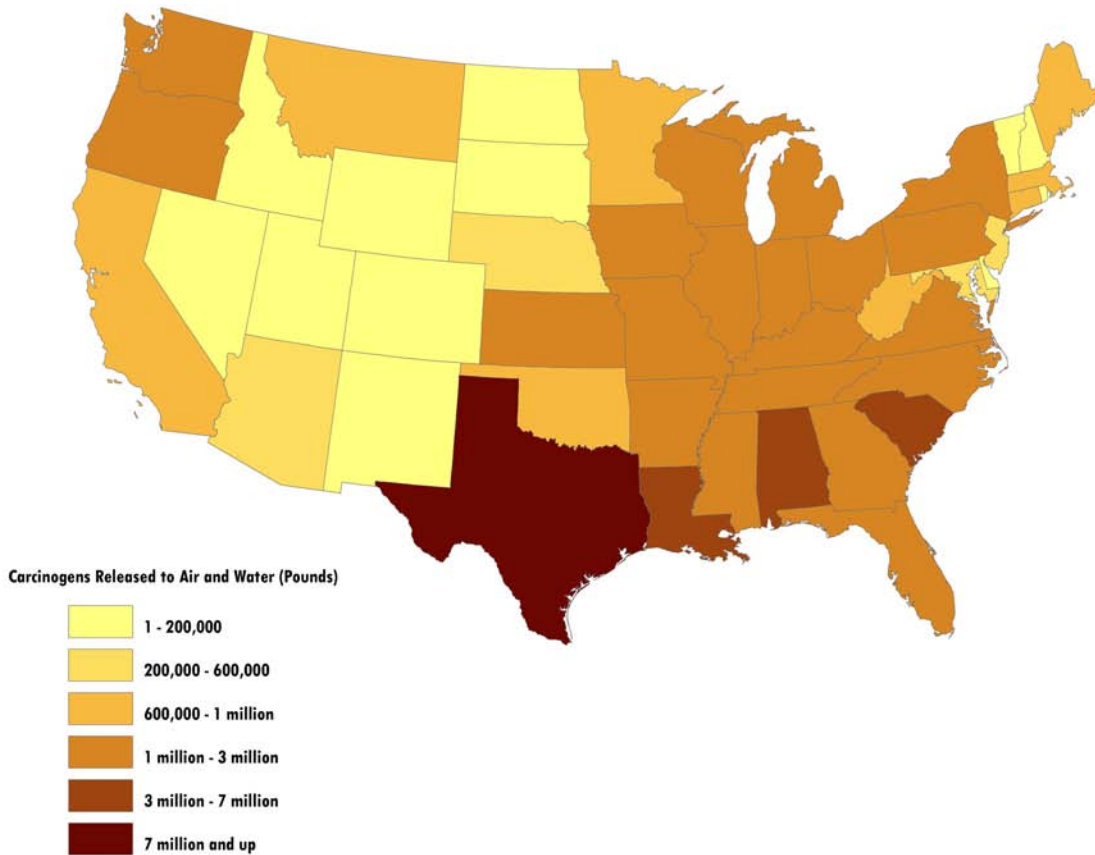 Carcinogens Released to Air and Water (Pounds)
1 - 200,000
200,000 - 600,000
600,000 - 1 million
1 million - 3 million
3 million - 7 million
7 million and up